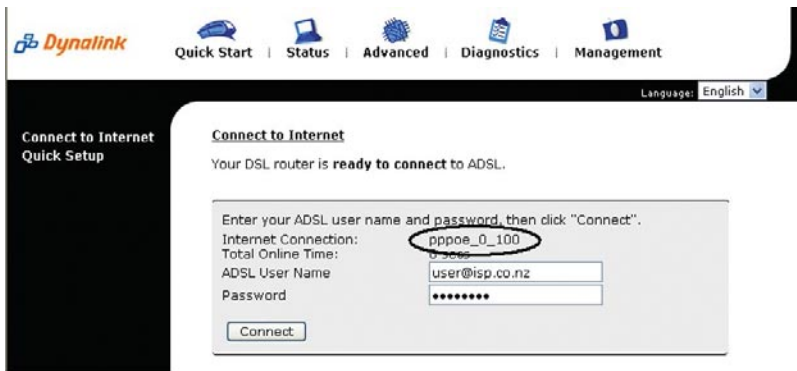 Dynalink
Quick Start | Status | Advanced | Diagnostics | Management
Language: English
Connect to Internet
Quick Setup
Connect to Internet
Your DSL router is ready to connect to ADSL.
Enter your ADSL user name and password, then click "Connect".
Internet Connection: pppoe_0_100
Total Online Time: 0 secs
ADSL User Name user@isp.co.nz
Password ••••••••
Connect